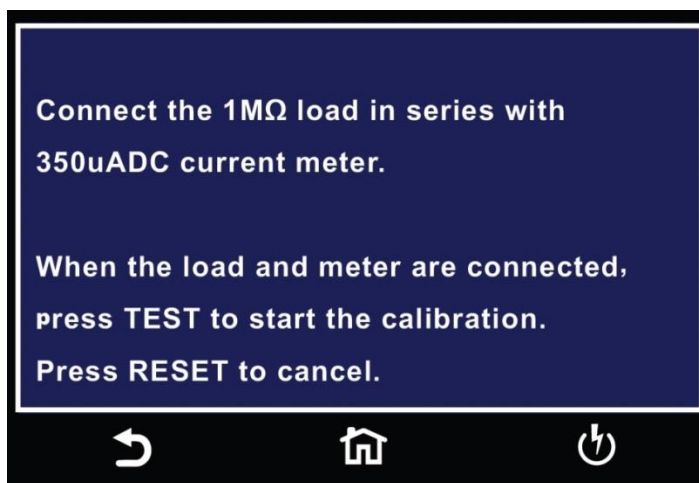 Connect the 1MΩ load in series with
350uADC current meter.
When the load and meter are connected,
press TEST to start the calibration.
Press RESET to cancel.